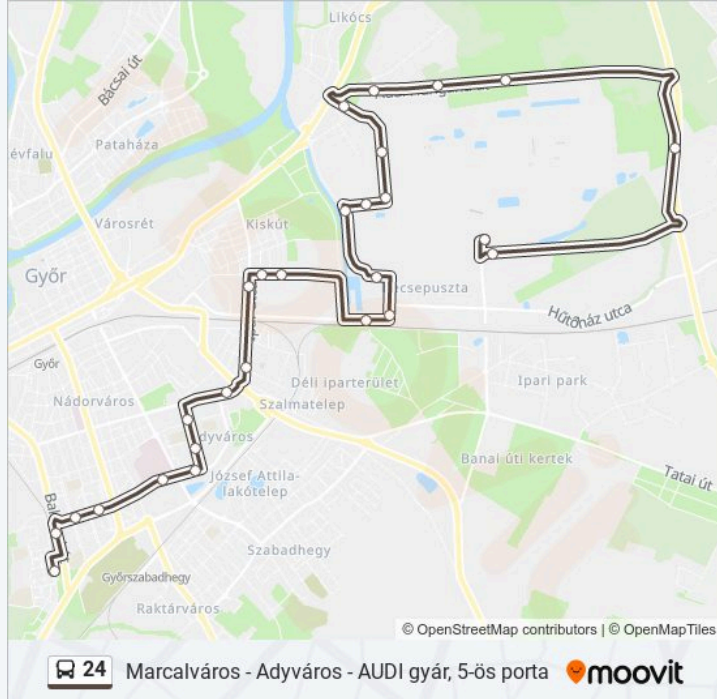 Likócs
Bácsai út
évfalu
Pataháza
Városrét
Kiskút
Győr
écsepuszta
Hűtőház utca
Győr
Déli iparterület
Ipari park
Nádorváros
Szalmatelep
dyváros
Banai úti kertek
József Attila-
lakótelep
Tatai út
Szabadhegy
Győrszabadhegy
Raktárváros
© OpenStreetMap contributors | © OpenMapTiles
24 Marcalváros - Adyváros - AUDI gyár, 5-ös porta moovit